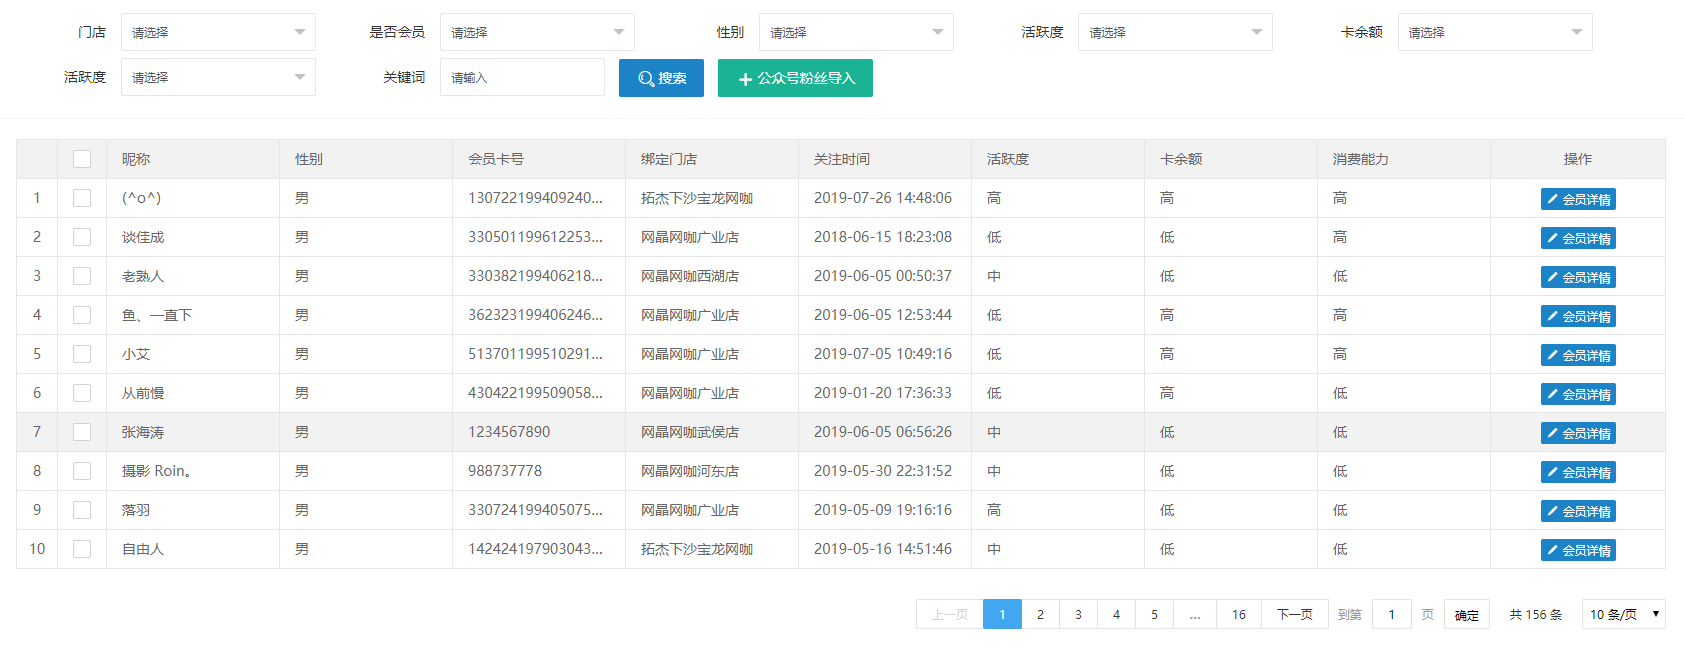 门店 请选择 是否会员 请选择 性别 请选择 活跃度 请选择 卡余额 请选择
活跃度 请选择 关键词 请输入 搜索 公众号粉丝导入
昵称 性别 会员卡号 绑定门店 关注时间 活跃度 卡余额 消费能力 操作
1 (^o^) 男 130722199409240... 拓杰下沙宝龙网咖 2019-07-26 14:48:06 高 高 高 会员详情
2 谈佳成 男 330501199612253... 网晶网咖广业店 2018-06-15 18:23:08 低 低 高 会员详情
3 老熟人 男 330382199406218... 网晶网咖西湖店 2019-06-05 00:50:37 中 低 低 会员详情
4 鱼、一直下 男 362323199406246... 网晶网咖广业店 2019-06-05 12:53:44 低 高 高 会员详情
5 小艾 男 513701199510291... 网晶网咖广业店 2019-07-05 10:49:16 低 高 高 会员详情
6 从前慢 男 430422199509058... 网晶网咖广业店 2019-01-20 17:36:33 低 高 低 会员详情
7 张海涛 男 1234567890 网晶网咖武侯店 2019-06-05 06:56:26 中 低 低 会员详情
8 摄影 Roin。 男 988737778 网晶网咖河东店 2019-05-30 22:31:52 中 低 低 会员详情
9 落羽 男 330724199405075... 网晶网咖广业店 2019-05-09 19:16:16 高 低 低 会员详情
10 自由人 男 142424197903043... 拓杰下沙宝龙网咖 2019-05-16 14:51:46 中 低 低 会员详情
上一页 1 2 3 4 5 ... 16 下一页 到第 1 页 确定 共 156 条 10 条/页